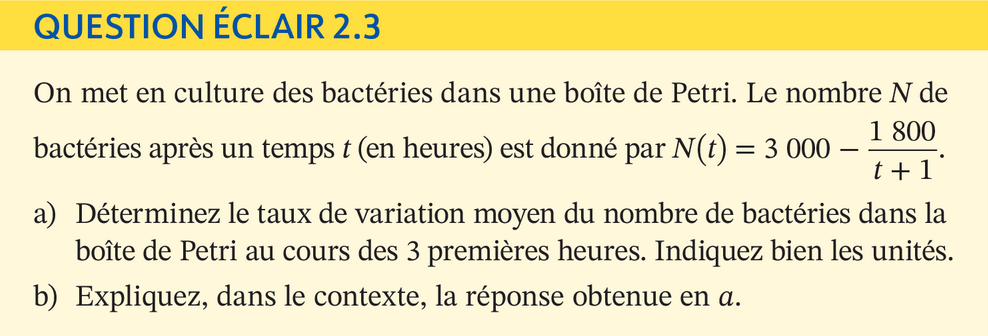 QUESTION ÉCLAIR 2.3
On met en culture des bactéries dans une boîte de Petri. Le nombre N de
bactéries après un temps t (en heures) est donné par N(t) = 3 000 − 1 800 / (t + 1).
a) Déterminez le taux de variation moyen du nombre de bactéries dans la
boîte de Petri au cours des 3 premières heures. Indiquez bien les unités.
b) Expliquez, dans le contexte, la réponse obtenue en a.